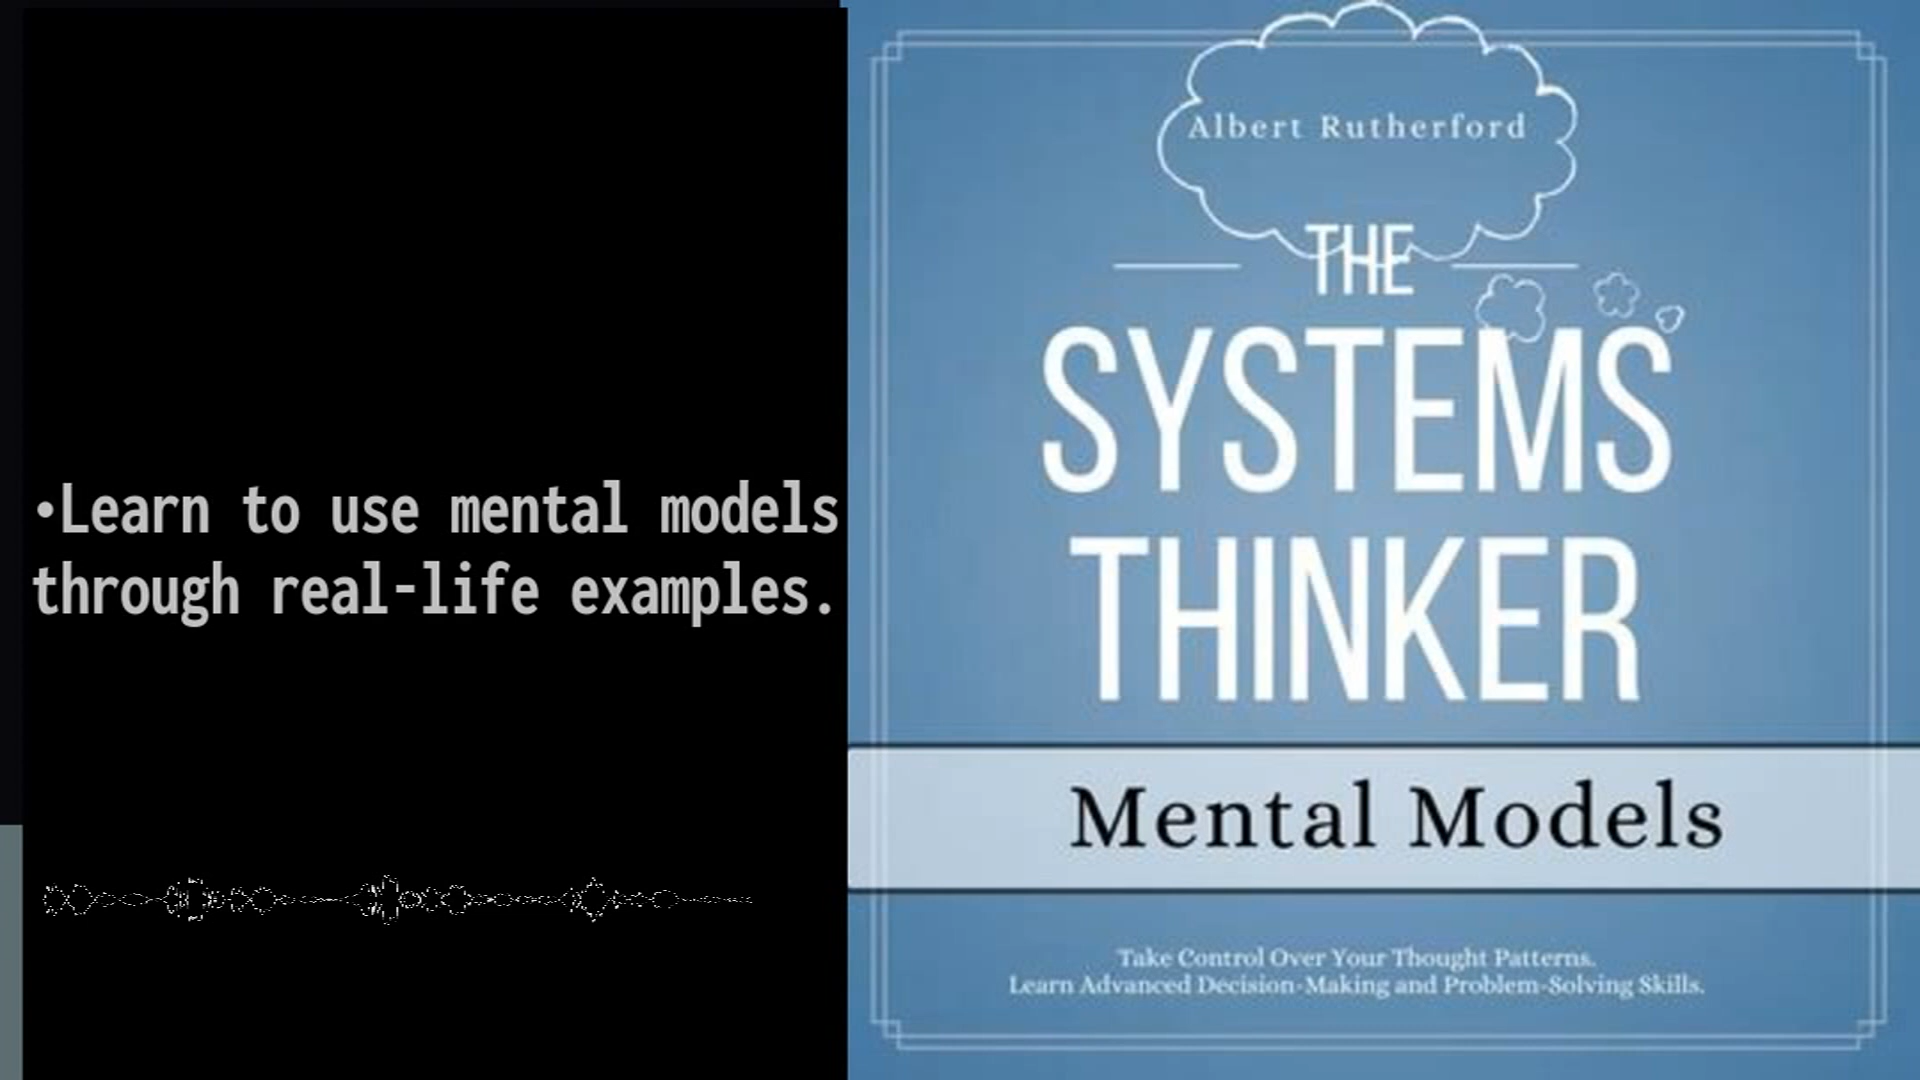 •Learn to use mental models
through real-life examples.
Albert Rutherford
THE
SYSTEMS
THINKER
Mental Models
Take Control Over Your Thought Patterns.
Learn Advanced Decision-Making and Problem-Solving Skills.